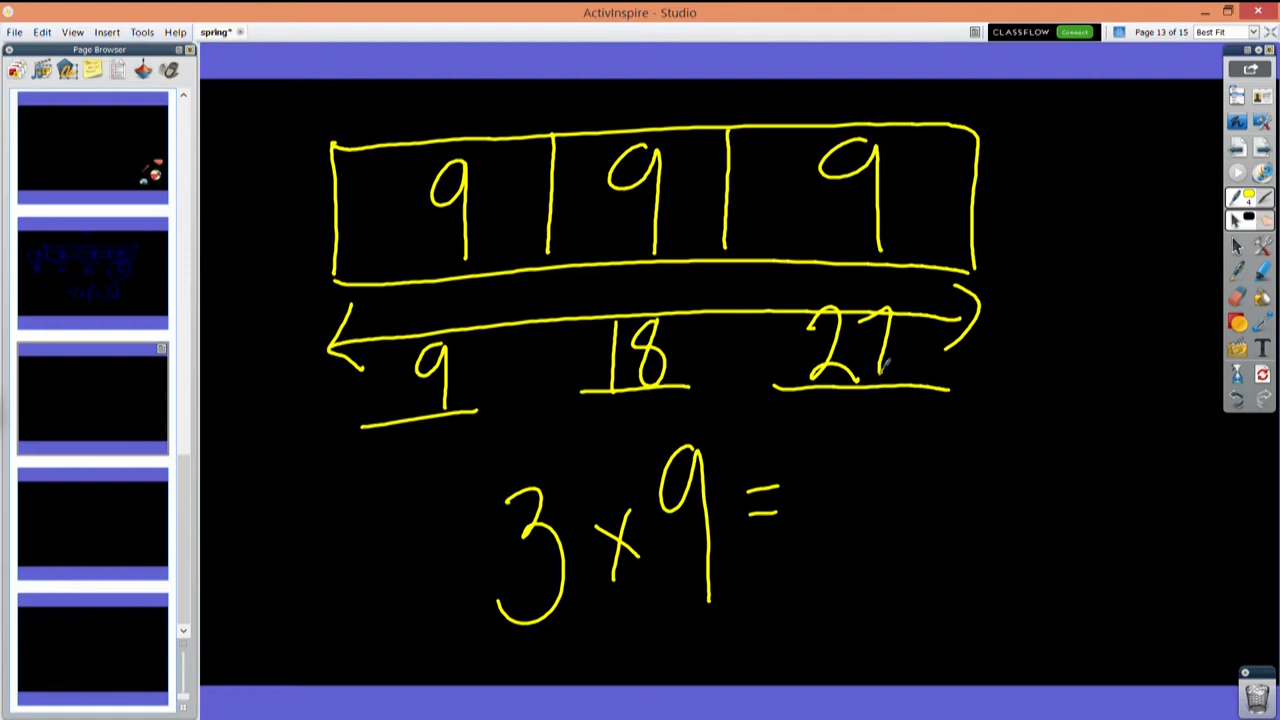 ActivInspire - Studio
File Edit View Insert Tools Help spring* CLASSFLOW Connect Page 13 of 15 Best Fit
Page Browser
9 9 9
9 18 27
3 × 9 =
4